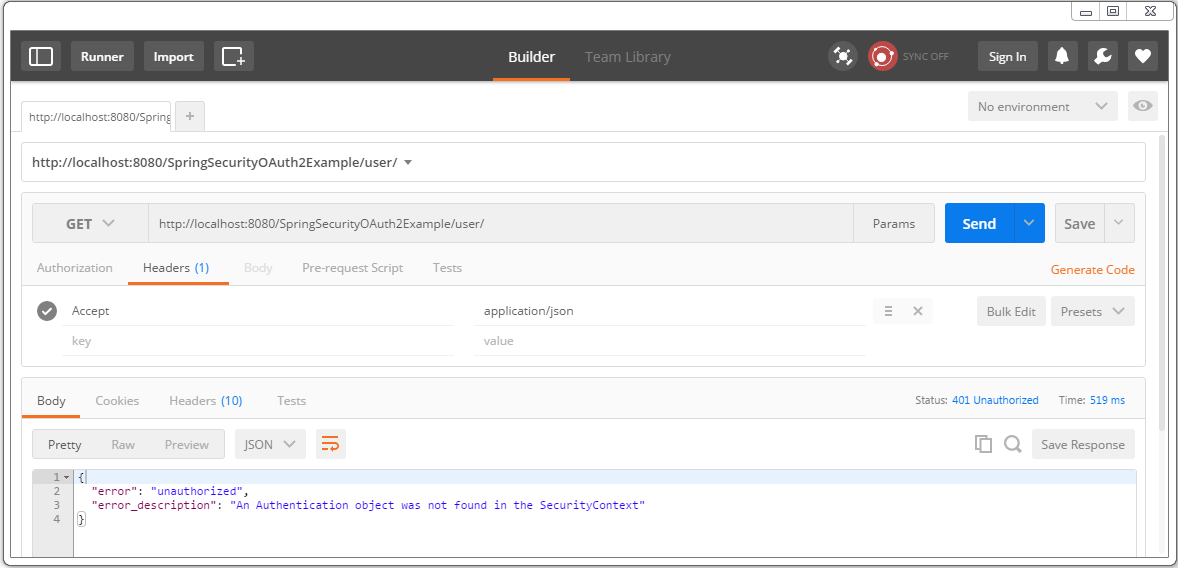 Runner Import Builder Team Library SYNC OFF Sign In
http://localhost:8080/Spring + No environment
http://localhost:8080/SpringSecurityOAuth2Example/user/
GET http://localhost:8080/SpringSecurityOAuth2Example/user/ Params Send Save
Authorization Headers (1) Body Pre-request Script Tests Generate Code
Accept application/json Bulk Edit Presets
key value
Body Cookies Headers (10) Tests Status: 401 Unauthorized Time: 519 ms
Pretty Raw Preview JSON Save Response
1 {
2 "error": "unauthorized",
3 "error_description": "An Authentication object was not found in the SecurityContext"
4 }